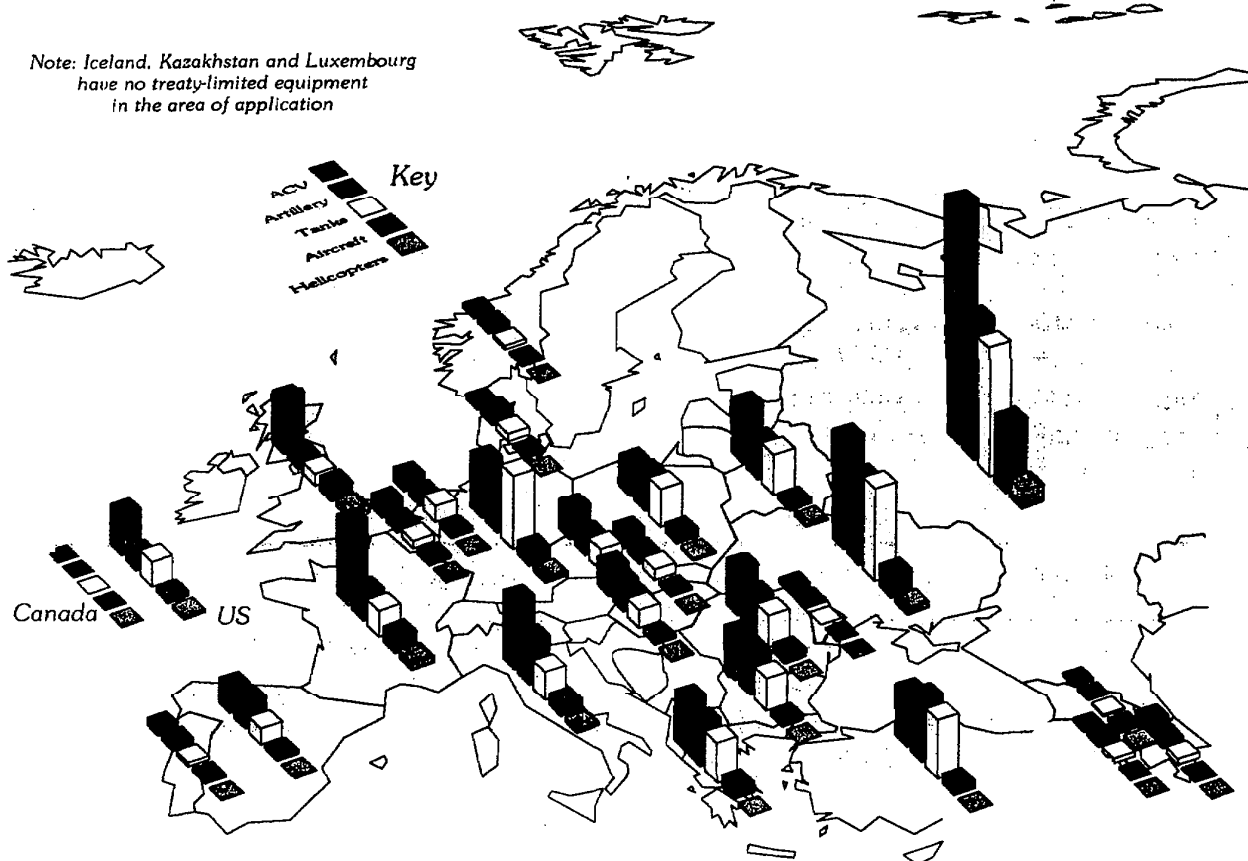 Note: Iceland, Kazakhstan and Luxembourg
have no treaty-limited equipment
in the area of application
Key
ACV
Artillery
Tanks
Aircraft
Helicopters
Canada
US